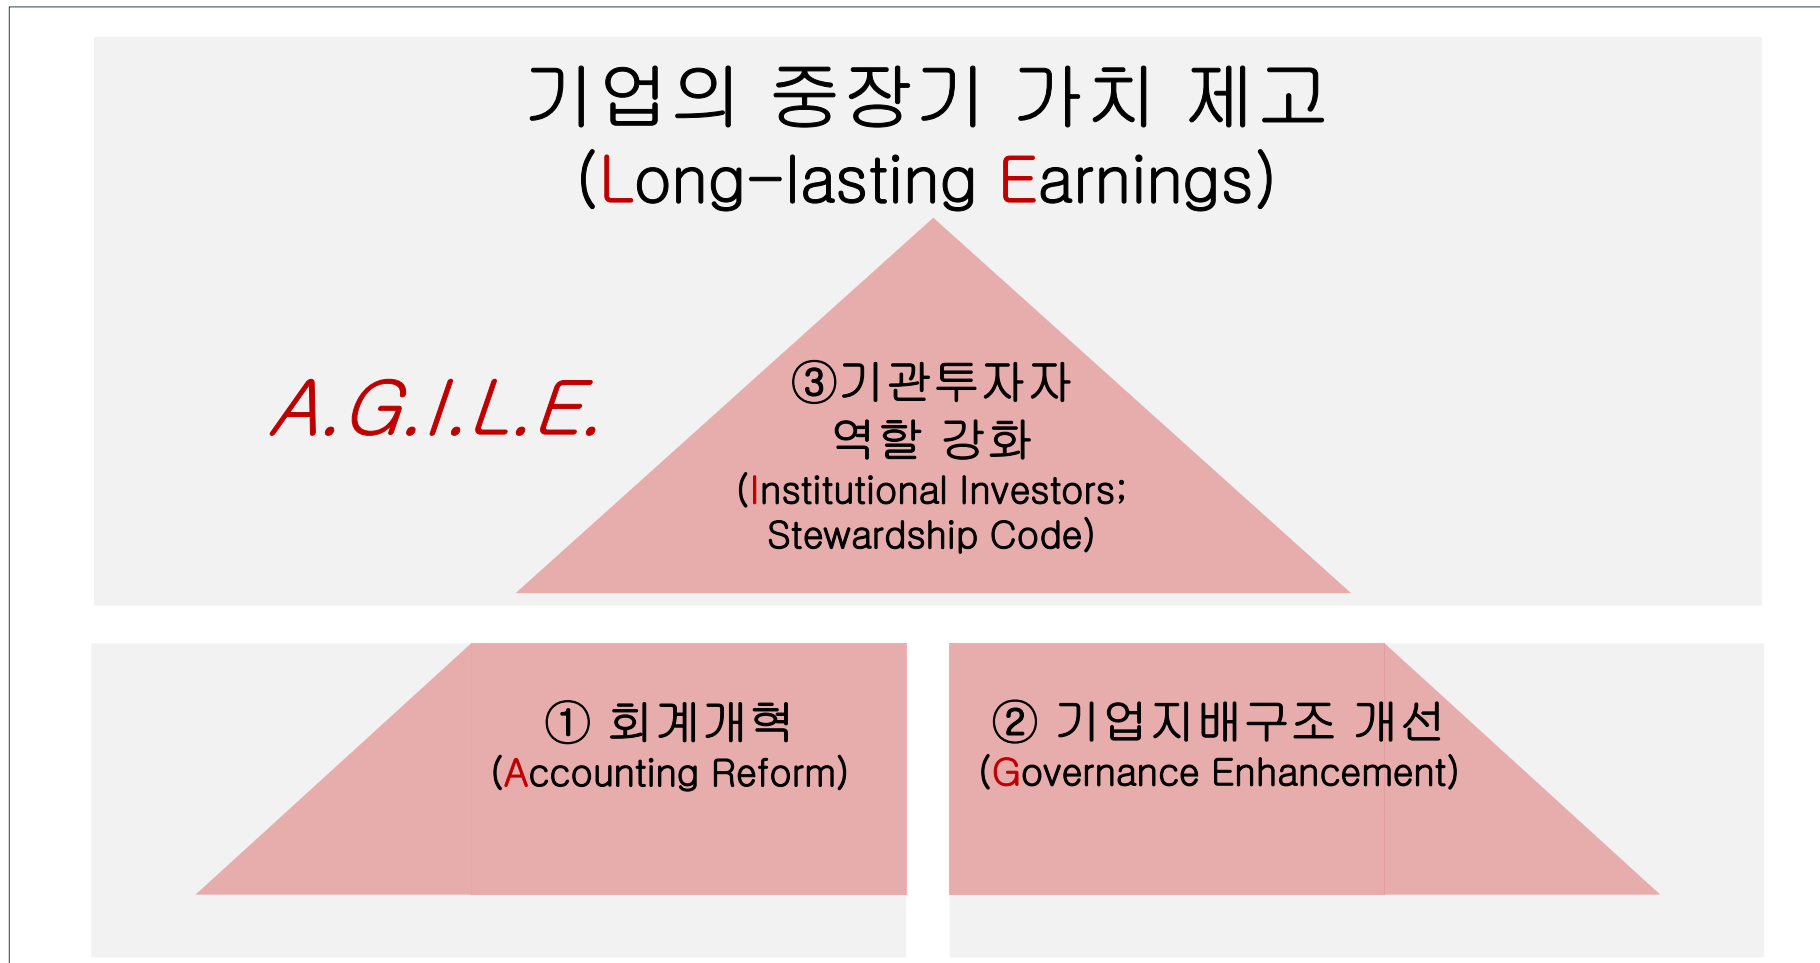 기업의 중장기 가치 제고
(Long-lasting Earnings)
A.G.I.L.E.
③기관투자자
역할 강화
(Institutional Investors;
Stewardship Code)
① 회계개혁
(Accounting Reform)
② 기업지배구조 개선
(Governance Enhancement)